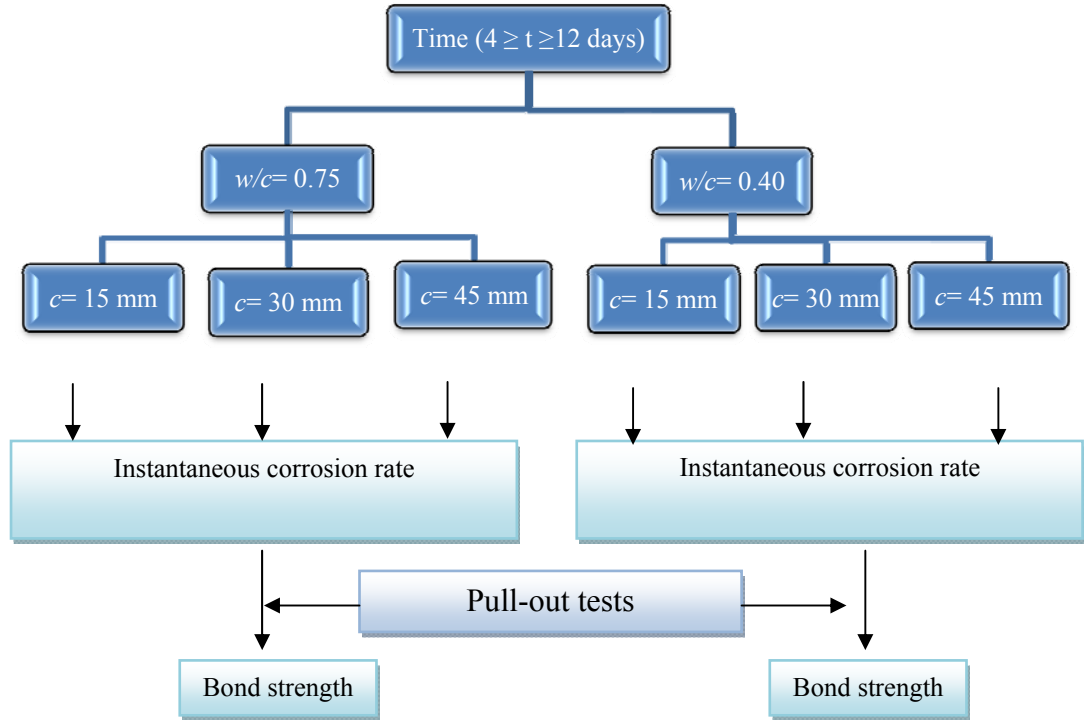 Time (4 ≥ t ≥12 days)
w/c= 0.75
w/c= 0.40
c= 15 mm
c= 30 mm
c= 45 mm
c= 15 mm
c= 30 mm
c= 45 mm
Instantaneous corrosion rate
Instantaneous corrosion rate
Pull-out tests
Bond strength
Bond strength